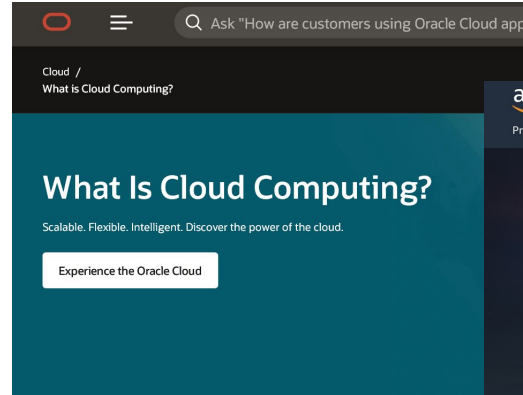 Ask "How are customers using Oracle Cloud app
Cloud /
What is Cloud Computing?
a
Pr
What Is Cloud Computing?
Scalable. Flexible. Intelligent. Discover the power of the cloud.
Experience the Oracle Cloud